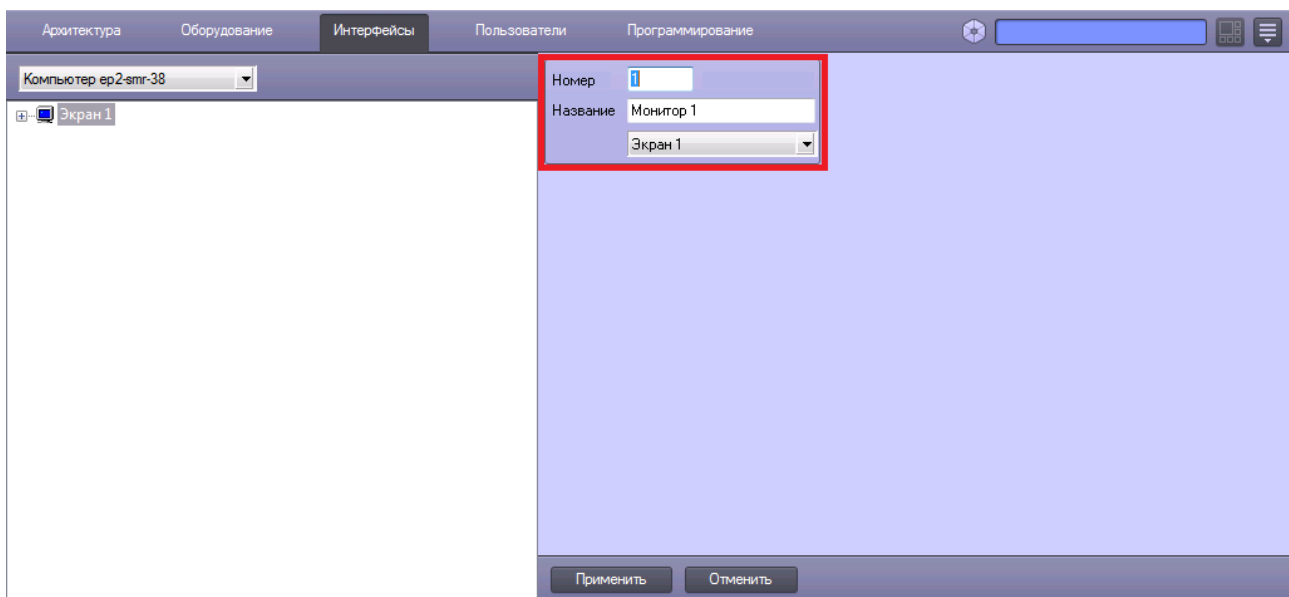 Архитектура Оборудование Интерфейсы Пользователи Программирование
Компьютер ep2-smr-38
Экран 1
Номер 1
Название Монитор 1
Экран 1
Применить Отменить